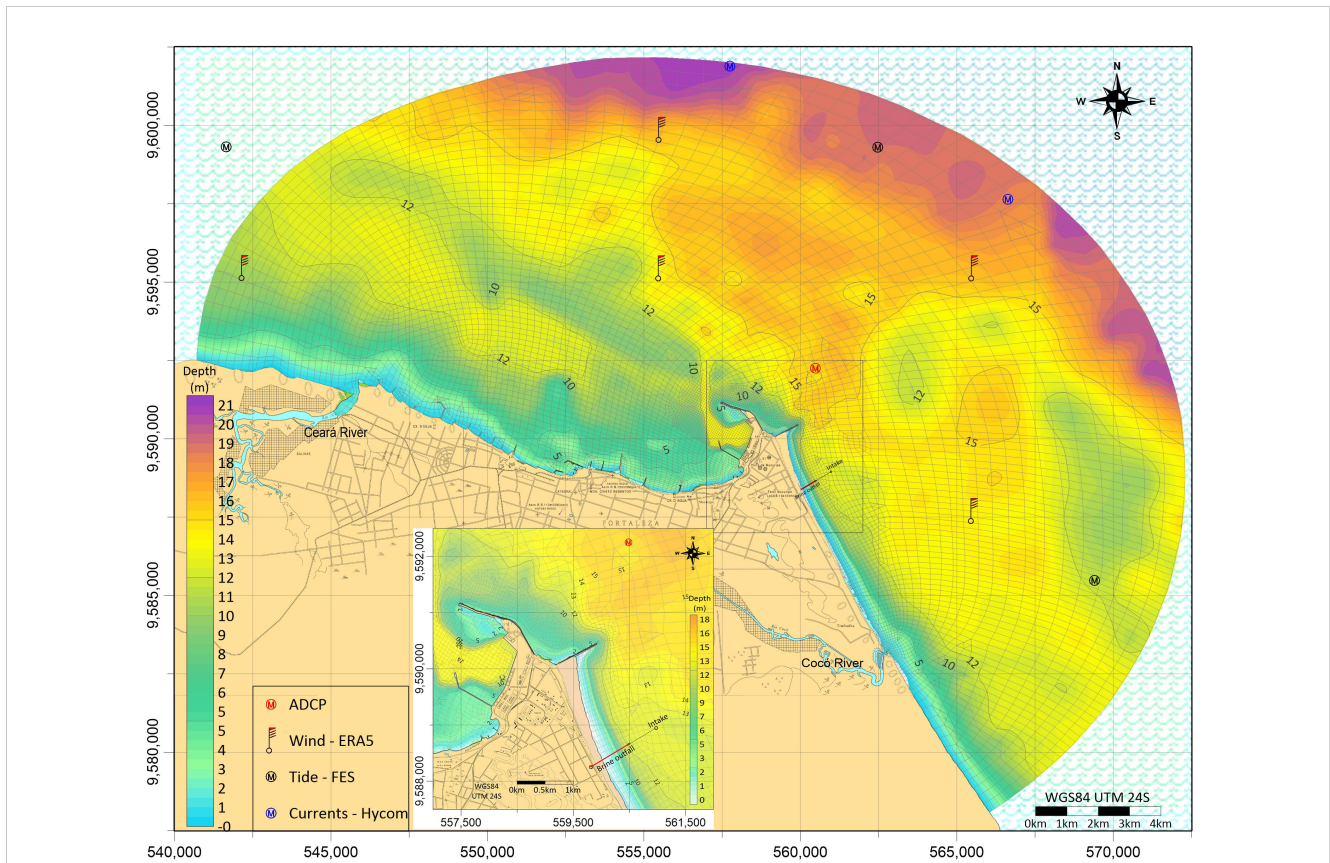 N
W E
S
9,600,000
9,595,000
9,590,000
9,585,000
9,580,000
12
10
12
12
10
10
15
15
12
15
10
12
15
5
5
5
5
10
12
Depth
(m)
21
20
19
18
17
16
15
14
13
12
11
10
9
8
7
6
5
4
3
2
1
-0
Ceará River
FORTALEZA
Intake
Cocó River
ADCP
Wind - ERA5
Tide - FES
Currents - Hycom
9,592,000
9,590,000
9,588,000
N
W E
S
Depth
(m)
18
16
15
13
12
10
9
7
6
5
3
2
1
0
Intake
Brine outfall
WGS84
UTM 24S
0km 0.5km 1km
557,500 559,500 561,500
WGS84 UTM 24S
0km 1km 2km 3km 4km
540,000 545,000 550,000 555,000 560,000 565,000 570,000